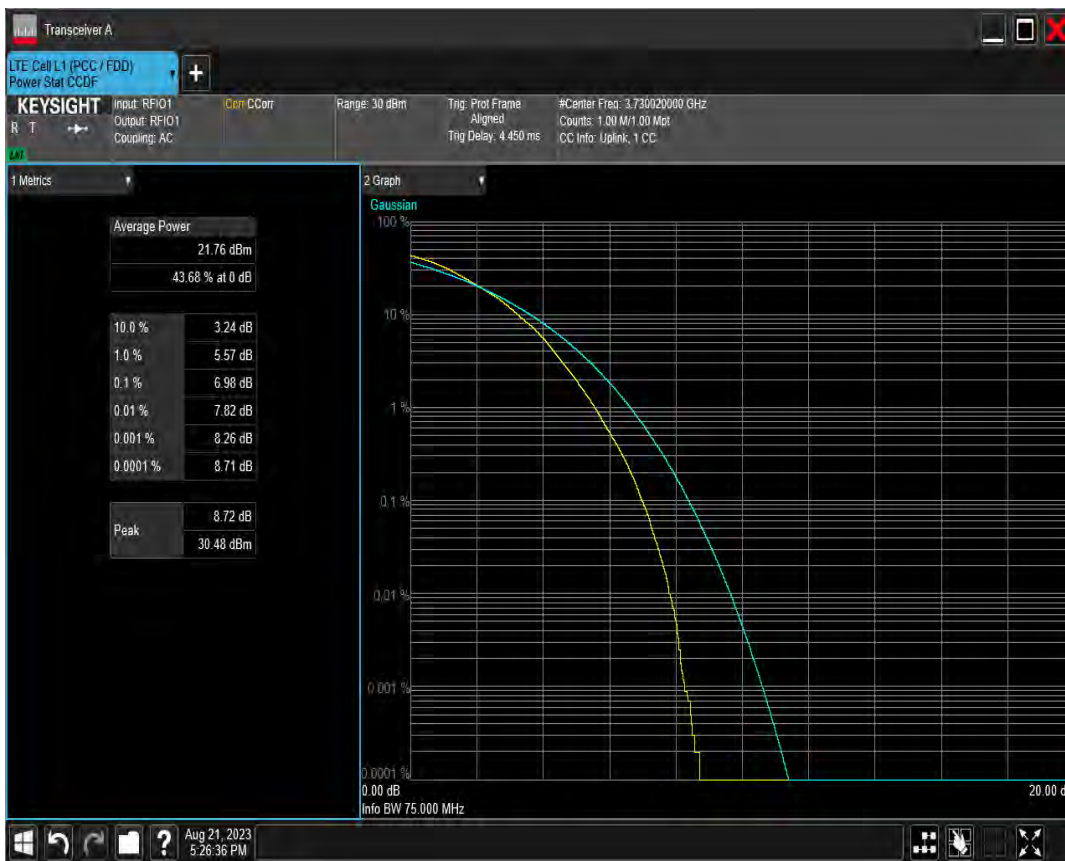 Transceiver A
LTE Cell L1 (PCC / FDD)
Power Stat CCDF
+
KEYSIGHT
R T
LXI
Input: RFIO1
Output: RFIO1
Coupling: AC
Corr CCorr
Range: 30 dBm
Trig: Prot Frame
Aligned
Trig Delay: 4.450 ms
#Center Freq: 3.730020000 GHz
Counts: 1.00 M/1.00 Mpt
CC Info: Uplink, 1 CC
1 Metrics
Average Power
21.76 dBm
43.68 % at 0 dB
10.0 % 3.24 dB
1.0 % 5.57 dB
0.1 % 6.98 dB
0.01 % 7.82 dB
0.001 % 8.26 dB
0.0001 % 8.71 dB
Peak
8.72 dB
30.48 dBm
2 Graph
Gaussian
100 %
10 %
1 %
0.1 %
0.01 %
0.001 %
0.0001 %
0.00 dB
20.00 d
Info BW 75.000 MHz
?
Aug 21, 2023
5:26:36 PM